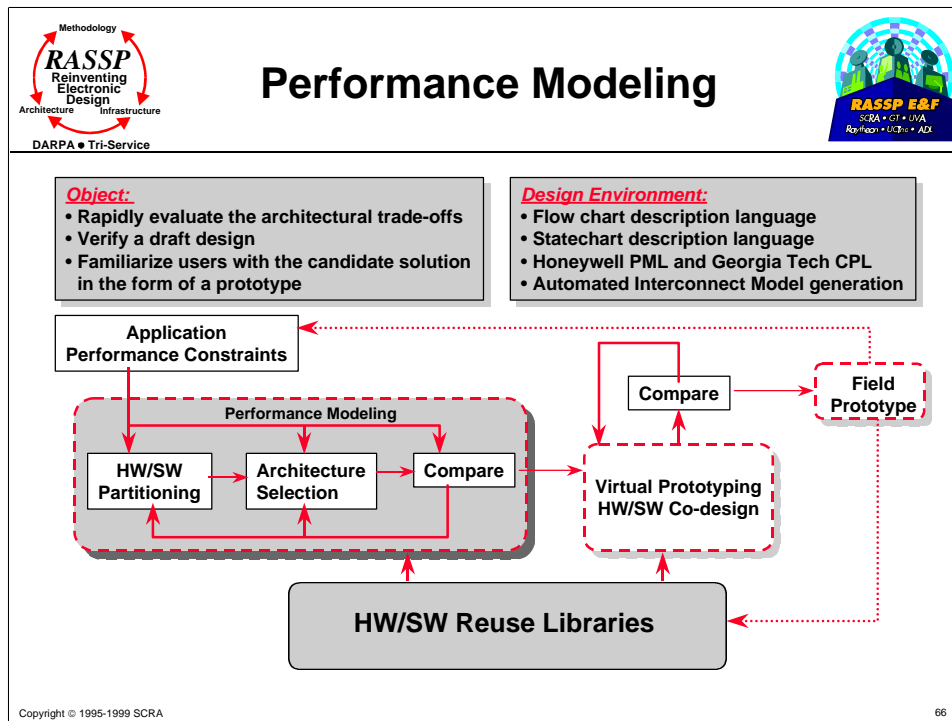 Methodology
RASSP
Reinventing
Electronic
Design
Architecture
Infrastructure
DARPA ● Tri-Service
Performance Modeling
RASSP E&F
SCRA • GT • UVA
Raytheon • UCinc • ADL
Object:
• Rapidly evaluate the architectural trade-offs
• Verify a draft design
• Familiarize users with the candidate solution
in the form of a prototype
Design Environment:
• Flow chart description language
• Statechart description language
• Honeywell PML and Georgia Tech CPL
• Automated Interconnect Model generation
Application
Performance Constraints
Performance Modeling
HW/SW
Partitioning
Architecture
Selection
Compare
Compare
Virtual Prototyping
HW/SW Co-design
Field
Prototype
HW/SW Reuse Libraries
Copyright © 1995-1999 SCRA
66